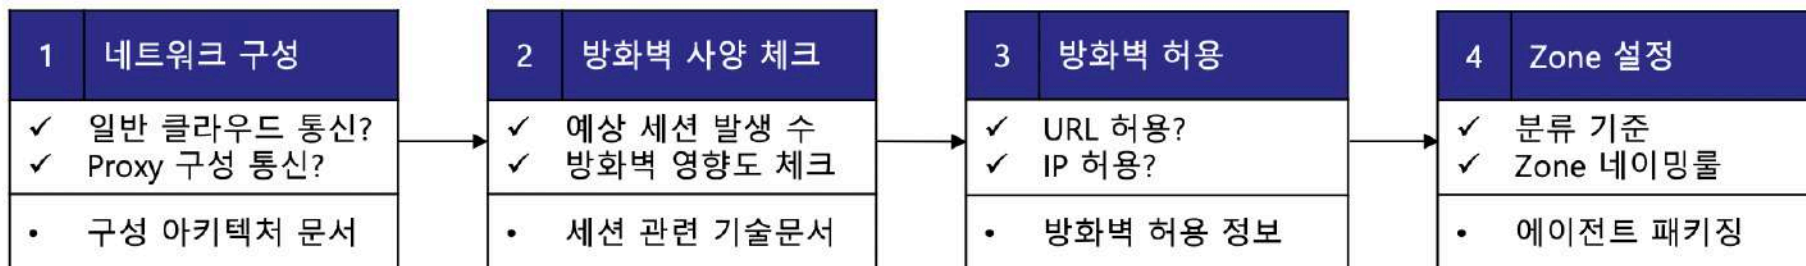 1 네트워크 구성
✓ 일반 클라우드 통신?
✓ Proxy 구성 통신?
• 구성 아키텍처 문서
2 방화벽 사양 체크
✓ 예상 세션 발생 수
✓ 방화벽 영향도 체크
• 세션 관련 기술문서
3 방화벽 허용
✓ URL 허용?
✓ IP 허용?
• 방화벽 허용 정보
4 Zone 설정
✓ 분류 기준
✓ Zone 네이밍룰
• 에이전트 패키징